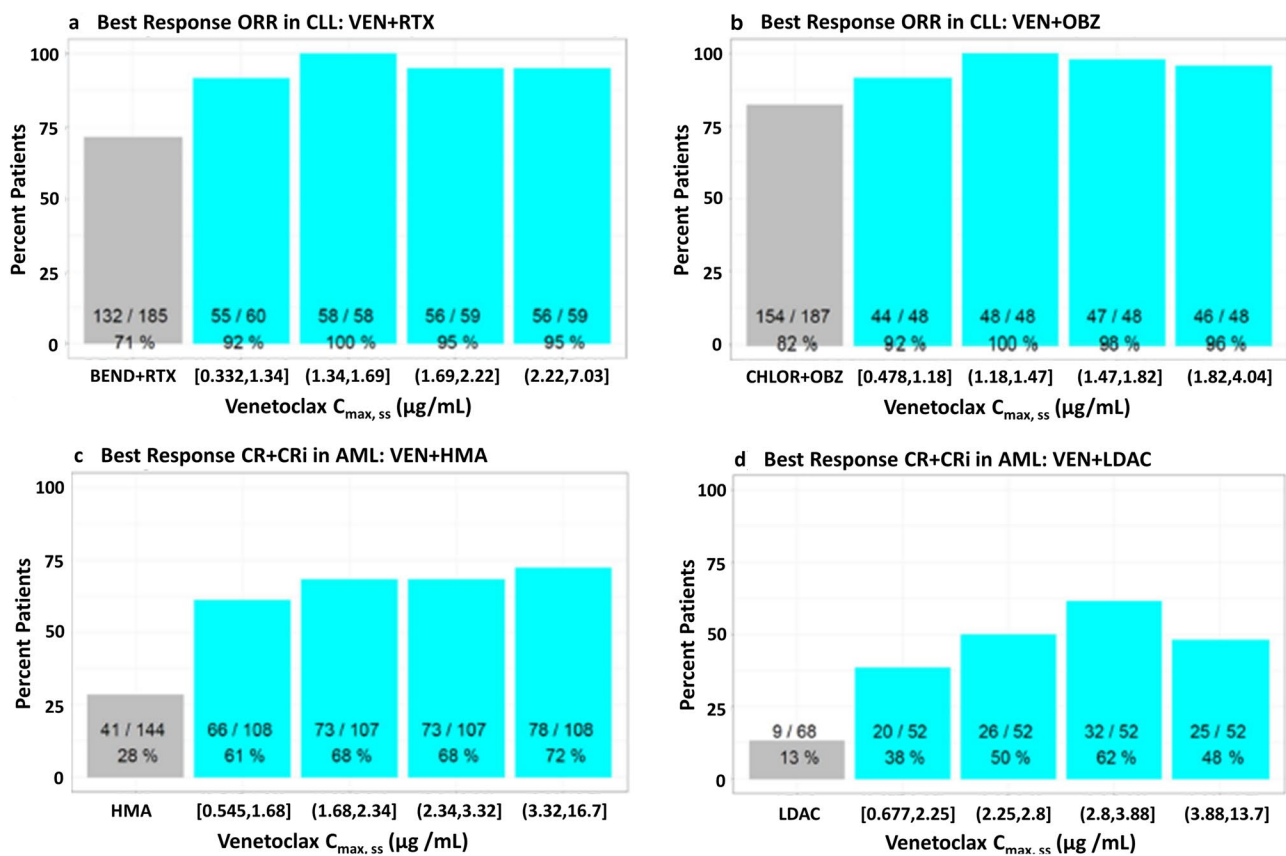 a Best Response ORR in CLL: VEN+RTX
Percent Patients
100
75
50
25
0
132 / 185 55 / 60 58 / 58 56 / 59 56 / 59
71 % 92 % 100 % 95 % 95 %
BEND+RTX [0.332,1.34] (1.34,1.69] (1.69,2.22] (2.22,7.03]
Venetoclax Cmax, ss (µg/mL)
b Best Response ORR in CLL: VEN+OBZ
Percent Patients
100
75
50
25
0
154 / 187 44 / 48 48 / 48 47 / 48 46 / 48
82 % 92 % 100 % 98 % 96 %
CHLOR+OBZ [0.478,1.18] (1.18,1.47] (1.47,1.82] (1.82,4.04]
Venetoclax Cmax, ss (µg/mL)
c Best Response CR+CRi in AML: VEN+HMA
Percent Patients
100
75
50
25
0
41 / 144 66 / 108 73 / 107 73 / 107 78 / 108
28 % 61 % 68 % 68 % 72 %
HMA [0.545,1.68] (1.68,2.34] (2.34,3.32] (3.32,16.7]
Venetoclax Cmax, ss (µg/mL)
d Best Response CR+CRi in AML: VEN+LDAC
Percent Patients
100
75
50
25
0
9 / 68 20 / 52 26 / 52 32 / 52 25 / 52
13 % 38 % 50 % 62 % 48 %
LDAC [0.677,2.25] (2.25,2.8] (2.8,3.88] (3.88,13.7]
Venetoclax Cmax, ss (µg/mL)